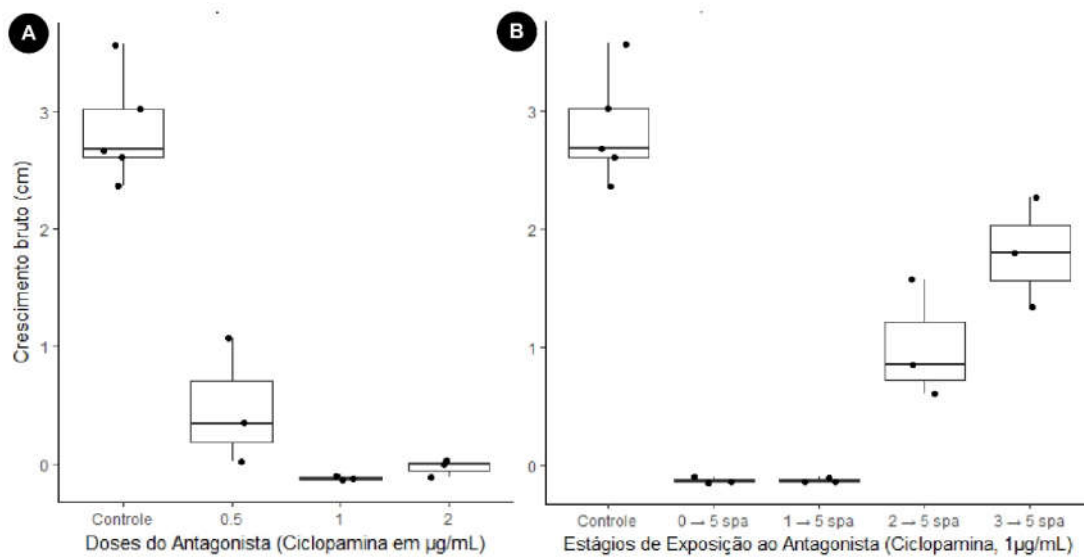 A
B
Crescimento bruto (cm)
3
2
1
0
Controle 0.5 1 2
Doses do Antagonista (Ciclopamina em µg/mL)
3
2
1
0
Controle 0→5 spa 1→5 spa 2→5 spa 3→5 spa
Estágios de Exposição ao Antagonista (Ciclopamina, 1µg/mL)